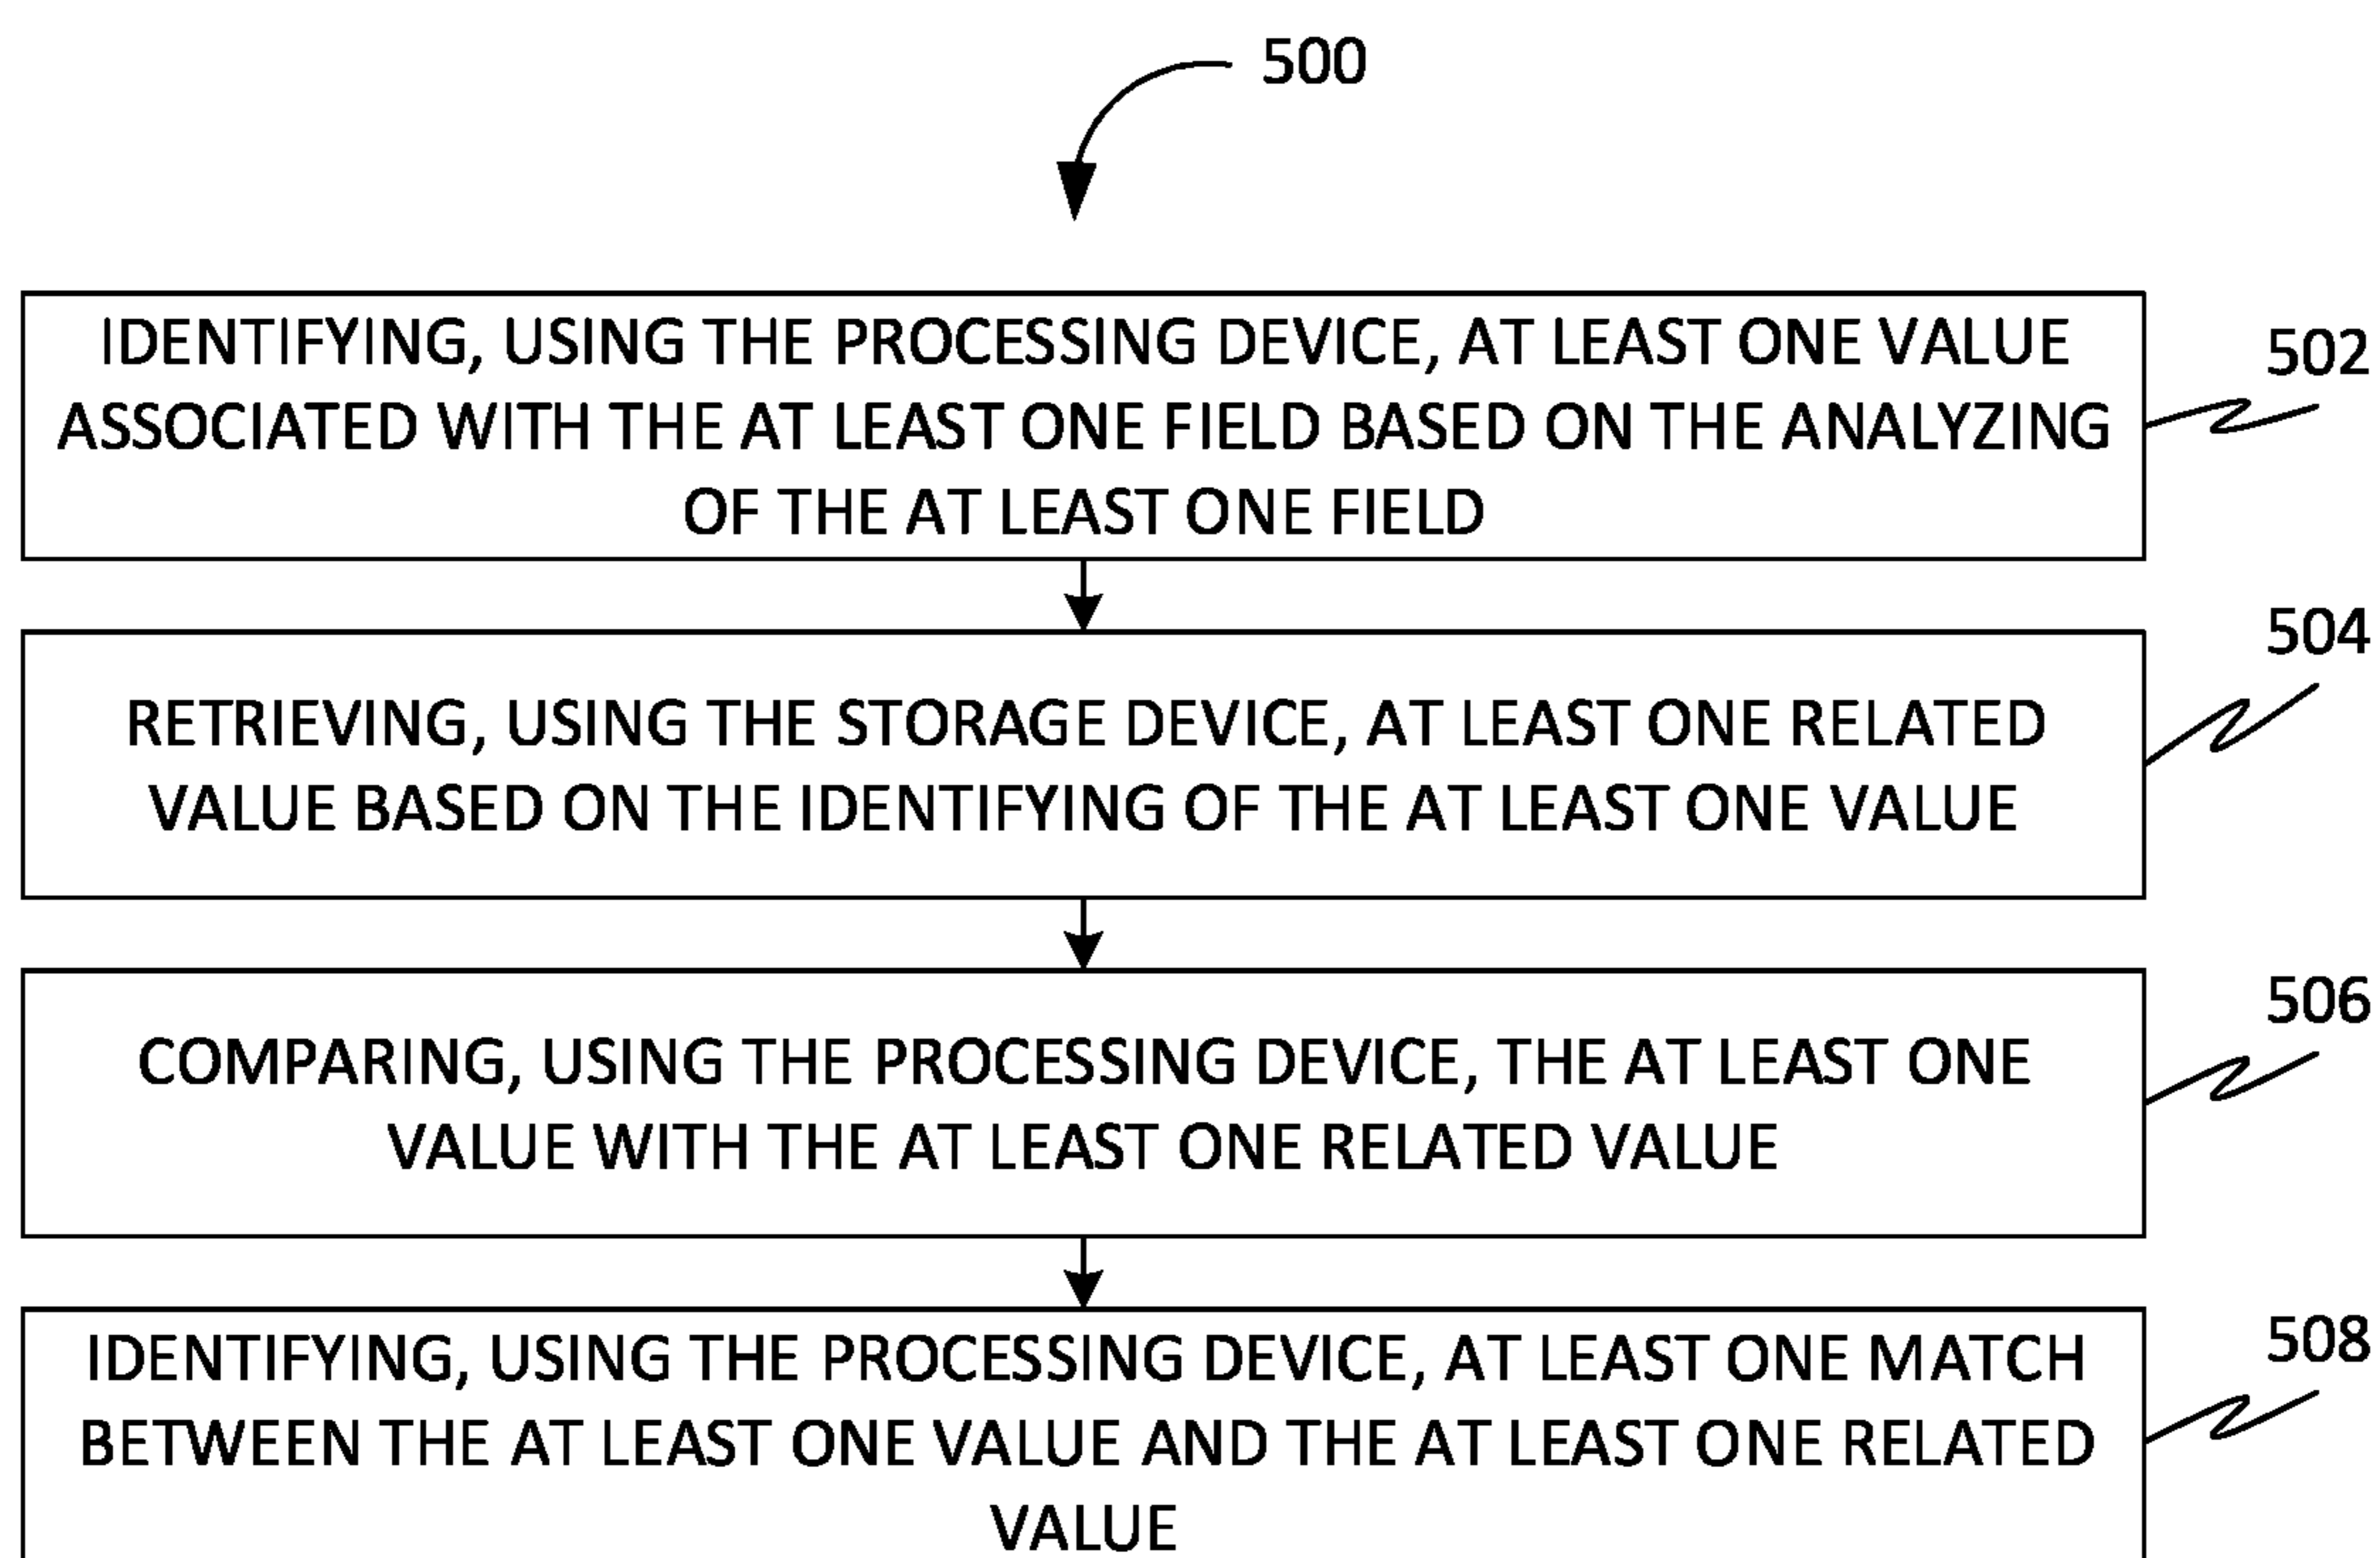 500
IDENTIFYING, USING THE PROCESSING DEVICE, AT LEAST ONE VALUE
ASSOCIATED WITH THE AT LEAST ONE FIELD BASED ON THE ANALYZING
OF THE AT LEAST ONE FIELD
502
RETRIEVING, USING THE STORAGE DEVICE, AT LEAST ONE RELATED
VALUE BASED ON THE IDENTIFYING OF THE AT LEAST ONE VALUE
504
COMPARING, USING THE PROCESSING DEVICE, THE AT LEAST ONE
VALUE WITH THE AT LEAST ONE RELATED VALUE
506
IDENTIFYING, USING THE PROCESSING DEVICE, AT LEAST ONE MATCH
BETWEEN THE AT LEAST ONE VALUE AND THE AT LEAST ONE RELATED
VALUE
508